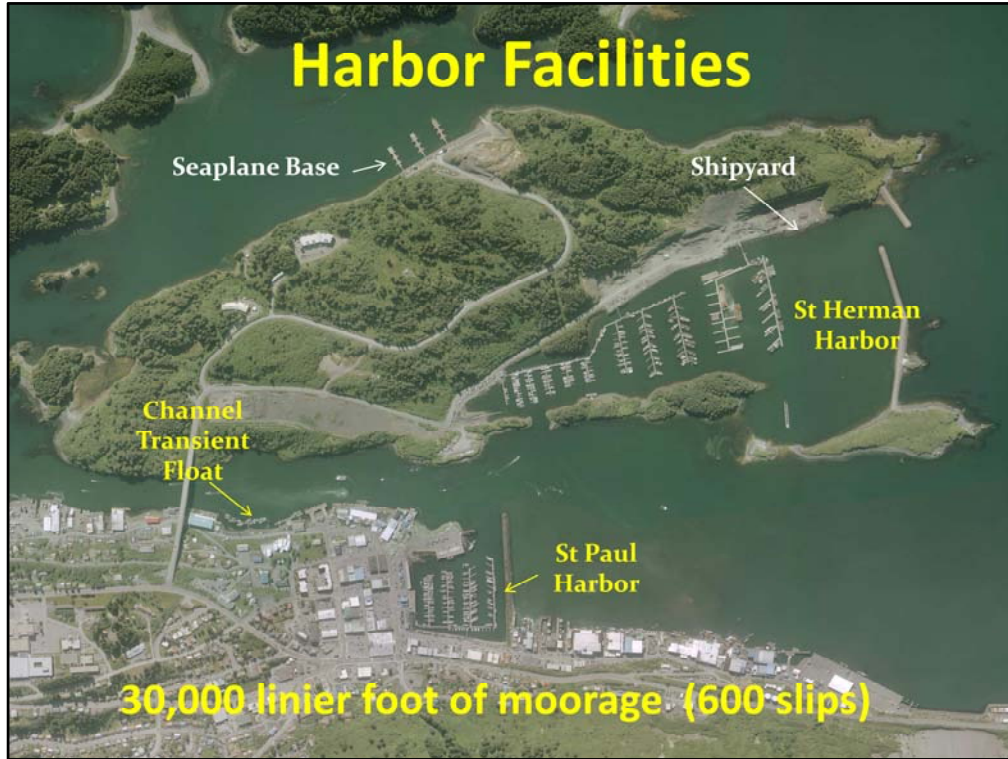 Harbor Facilities
Seaplane Base
Shipyard
St Herman
Harbor
Channel
Transient
Float
St Paul
Harbor
30,000 linier foot of moorage (600 slips)